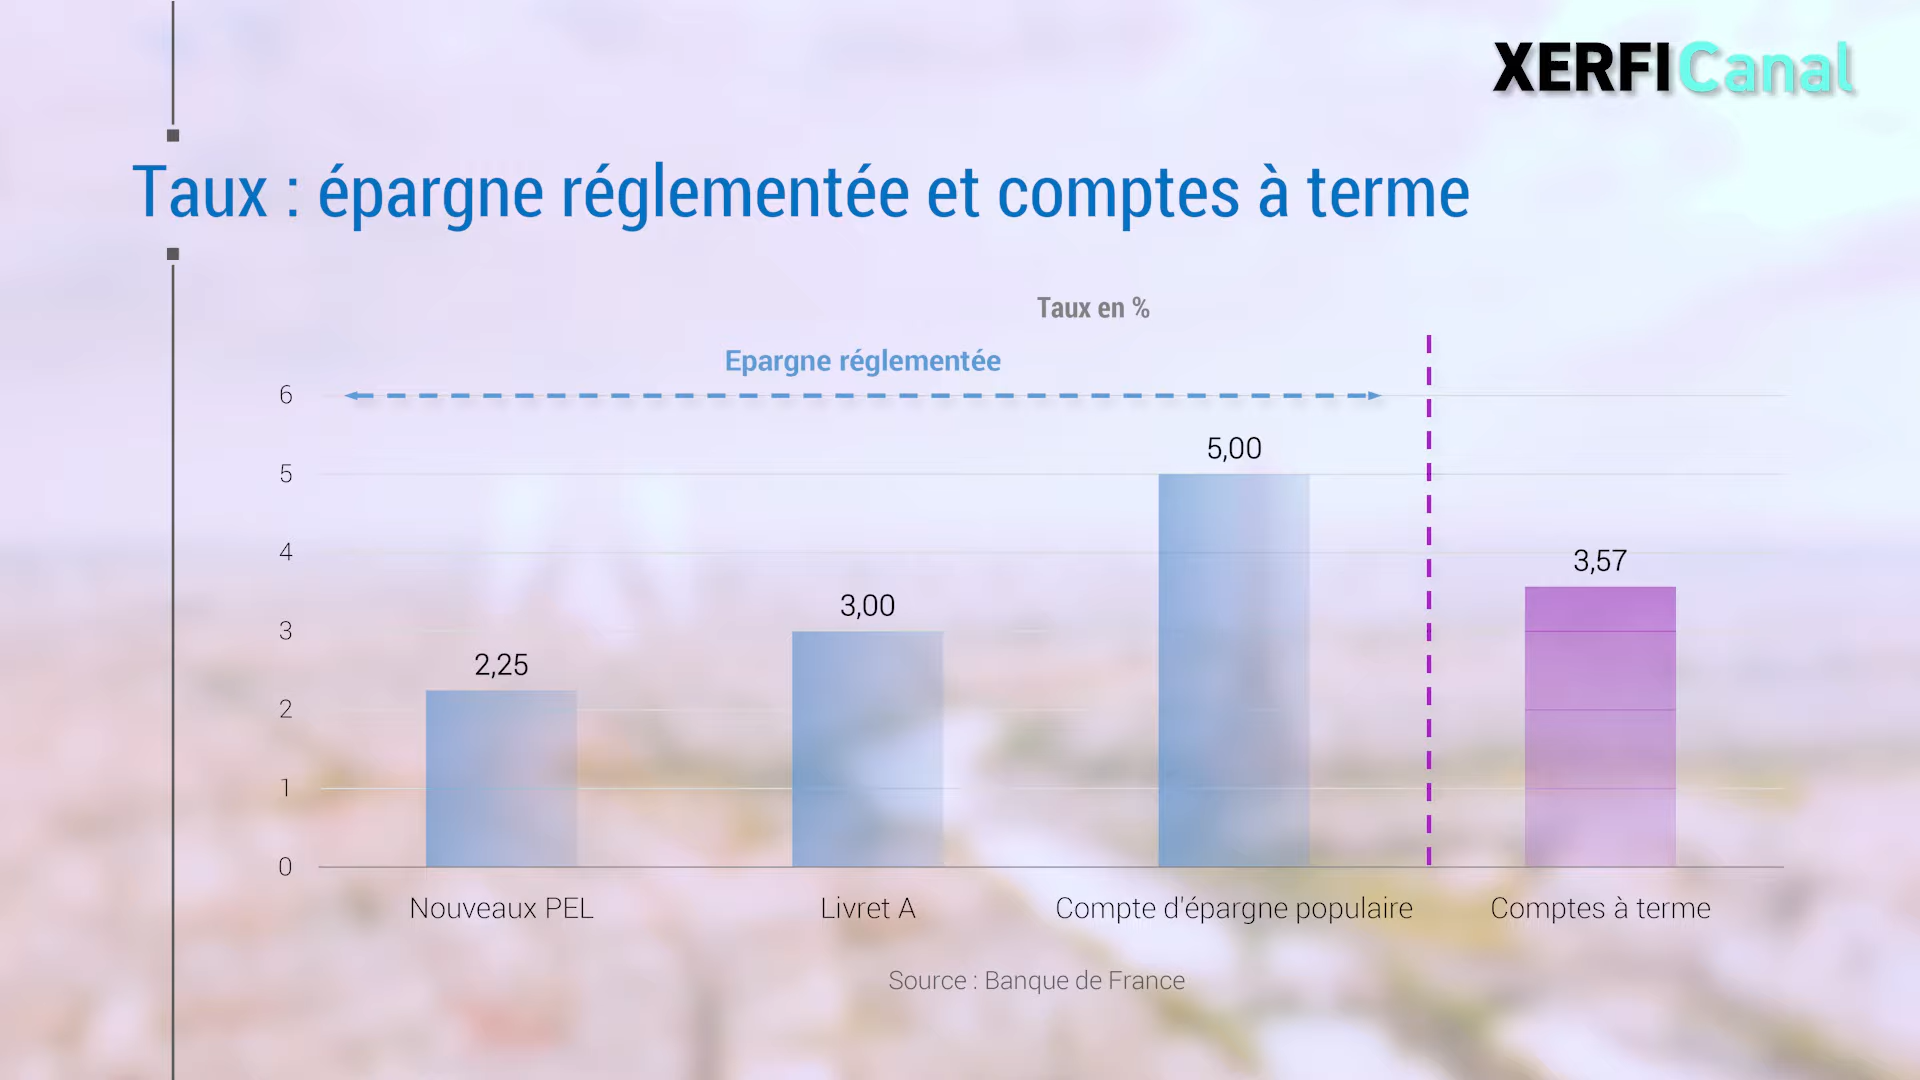 XERFI Canal
Taux : épargne réglementée et comptes à terme
Taux en %
Epargne réglementée
6
5
4
3
2
1
0
2,25
3,00
5,00
3,57
Nouveaux PEL
Livret A
Compte d'épargne populaire
Comptes à terme
Source : Banque de France